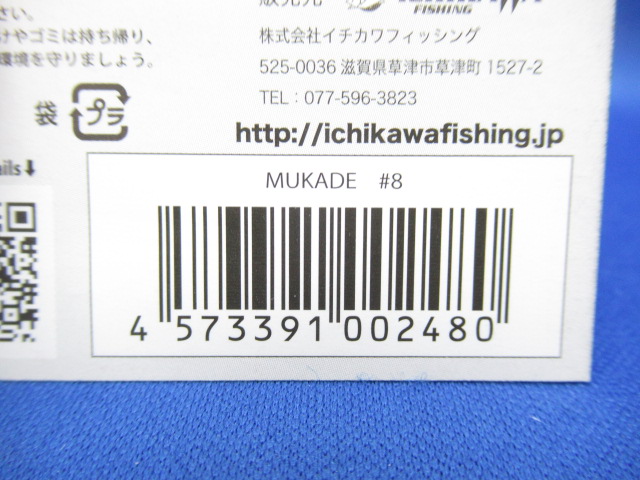 さい。
けやゴミは持ち帰り、
環境を守りましょう。
FISHING
株式会社イチカワフィッシング
525-0036 滋賀県草津市草津町 1527-2
TEL：077-596-3823
袋 プラ
http://ichikawafishing.jp
ails↓
MUKADE #8
4 573391 002480